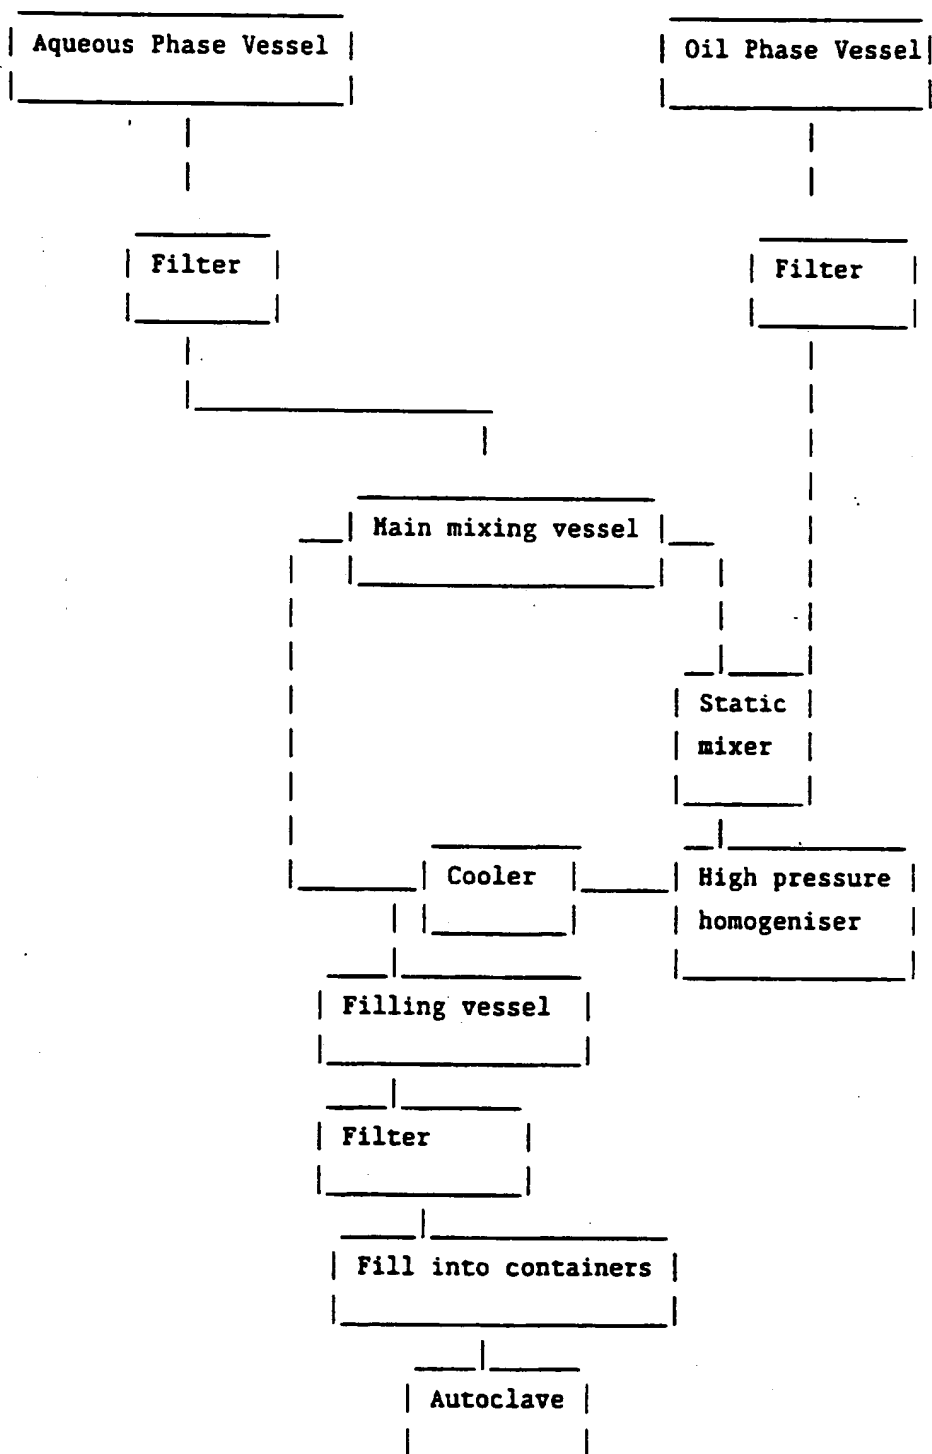 Aqueous Phase Vessel
Oil Phase Vessel
Filter
Filter
Main mixing vessel
Static
mixer
Cooler
High pressure
homogeniser
Filling vessel
Filter
Fill into containers
Autoclave